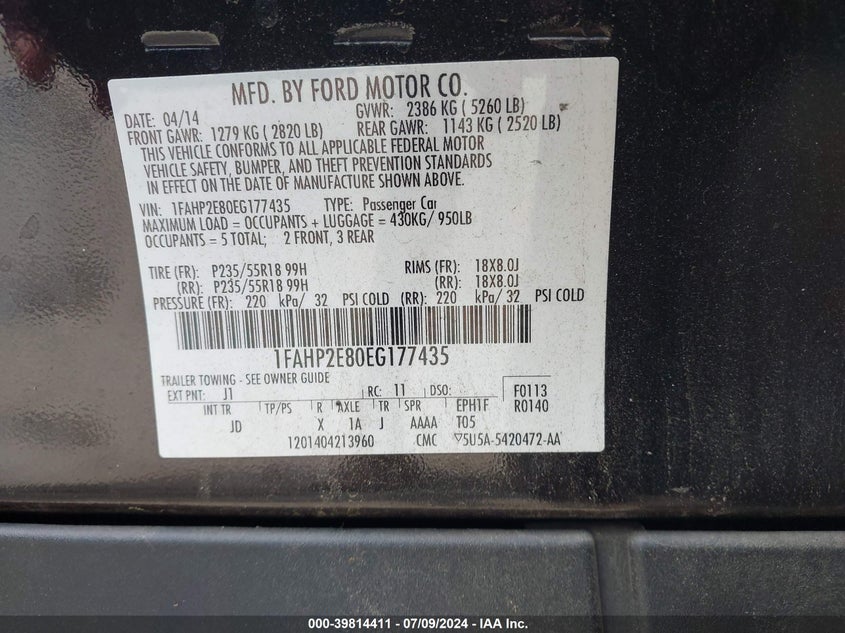 MFD. BY FORD MOTOR CO.
DATE: 04/14 GVWR: 2386 KG ( 5260 LB)
FRONT GAWR: 1279 KG ( 2820 LB) REAR GAWR: 1143 KG ( 2520 LB)
THIS VEHICLE CONFORMS TO ALL APPLICABLE FEDERAL MOTOR
VEHICLE SAFETY, BUMPER, AND THEFT PREVENTION STANDARDS
IN EFFECT ON THE DATE OF MANUFACTURE SHOWN ABOVE.
VIN: 1FAHP2E80EG177435 TYPE: Passenger Car
MAXIMUM LOAD = OCCUPANTS + LUGGAGE = 430KG/ 950LB
OCCUPANTS = 5 TOTAL; 2 FRONT, 3 REAR
TIRE (FR): P235/55R18 99H RIMS (FR): 18X8.0J
(RR): P235/55R18 99H (RR): 18X8.0J
PRESSURE (FR): 220 kPa/ 32 PSI COLD (RR): 220 kPa/ 32 PSI COLD
1FAHP2E80EG177435
TRAILER TOWING - SEE OWNER GUIDE
EXT PNT: J1 RC: 11 DSO: F0113
INT TR TP/PS R AXLE TR SPR EPH1F R0140
JD X 1A J AAAA T05
1201404213960 CMC 5U5A-5420472-AA
000-39814411 - 07/09/2024 - IAA Inc.